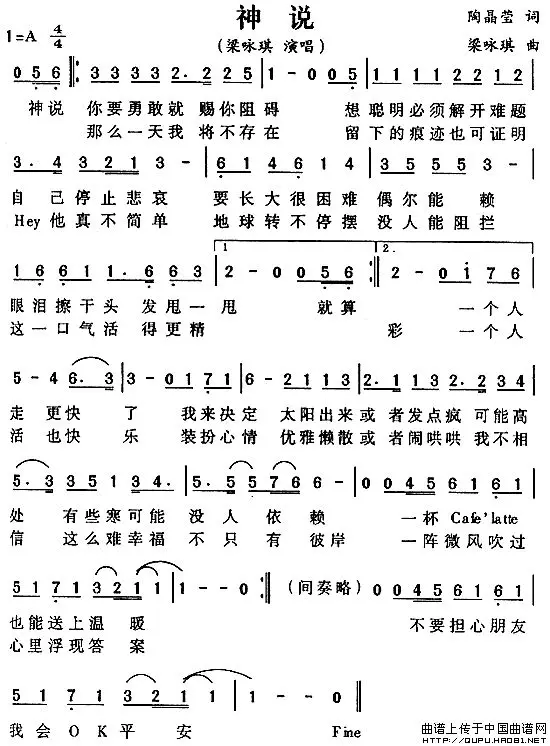 神说
陶晶莹 词
1=A 4/4
(梁咏琪 演唱)
梁咏琪 曲
0 5 6 3 3 3 3 3 2. 2 2 5 1 - 0 0 5 1 1 1 1 2 2 1 2
神说 你要勇敢就 赐你阻碍 想聪明必须解开难题
那么一天我 将不存在 留下的痕迹也可证明
3. 4 3 2 1 3 - 6 1 4 6 1 4 3 5 5 5 3
自己停止悲哀 要长大很困难 偶尔能赖
Hey他真不简单 地球转不停摆 没人能阻拦
1 6 6 1 1. 6 6 3 2 - 0 0 5 6 2 - 0 1 7 6
1
2.
眼泪擦干头 发甩一甩 就算 一个人
这一口气活 得更精 彩 一个人
5 - 4 6. 3 3 - 0 1 7 1 6 - 2 1 1 3 2. 1 1 3 2. 2 3 4
走 更快 了 我来决定 太阳出来或者发点疯 可能高
活 也快 乐 装扮心情 优雅懒散或者闹哄哄 我不相
5. 3 3 5 1 3 4. 5. 5 5 7 6 6 - 0 0 4 5 6 1 6 1
处 有些寒可能 没人依赖 一杯Cafe'latte
信 这么难幸福 不只有彼岸 一阵微风吹过
5 1 7 1 3 2 1 1 1 - - 0 (间奏略) 0 0 4 5 6 1 6 1
也能送上温 暖 不要担心朋友
心里浮现答 案
5 1 7 1 3 2 1 1 1 - - 0
我会OK平 安 Fine
曲谱上传于中国曲谱网
http://QUPU.HAO81.NET